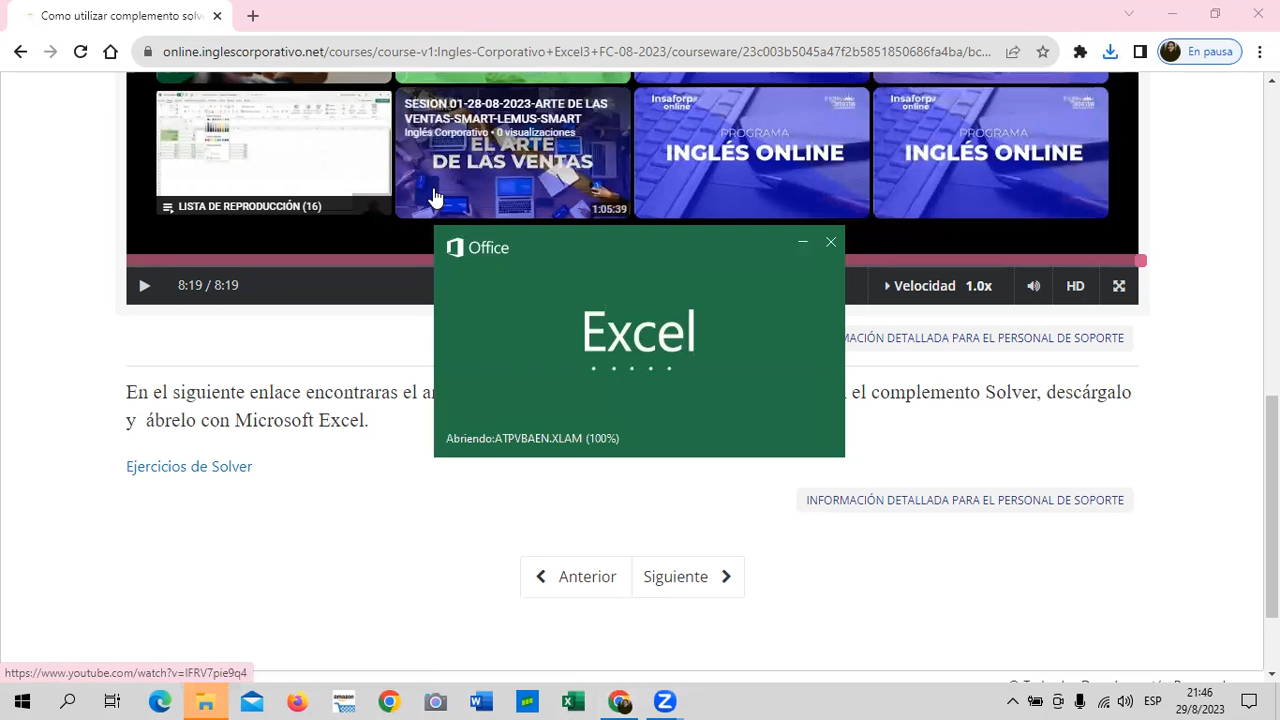 Como utilizar complemento solv
online.inglescorporativo.net/courses/course-v1:Ingles-Corporativo+Excel3+FC-08-2023/courseware/23c003b5045a47f2b5851850686fa4ba/bc...
En pausa
SESION 01-28-08-2023-ARTE DE LAS
VENTAS-SMART-LEMUS-SMART
Inglés Corporativo • 0 visualizaciones
EL ARTE
DE LAS VENTAS
1:05:39
LISTA DE REPRODUCCIÓN (16)
insaforp
PROGRAMA
INGLÉS ONLINE
insaforp
PROGRAMA
INGLÉS ONLINE
8:19 / 8:19
Velocidad 1.0x
HD
Office
Excel
Abriendo:ATPVBAEN.XLAM (100%)
MACIÓN DETALLADA PARA EL PERSONAL DE SOPORTE
En el siguiente enlace encontraras el ar
el complemento Solver, descárgalo
y ábrelo con Microsoft Excel.
Ejercicios de Solver
INFORMACIÓN DETALLADA PARA EL PERSONAL DE SOPORTE
Anterior
Siguiente
https://www.youtube.com/watch?v=IFRV7pie9q4
ESP
21:46
29/8/2023